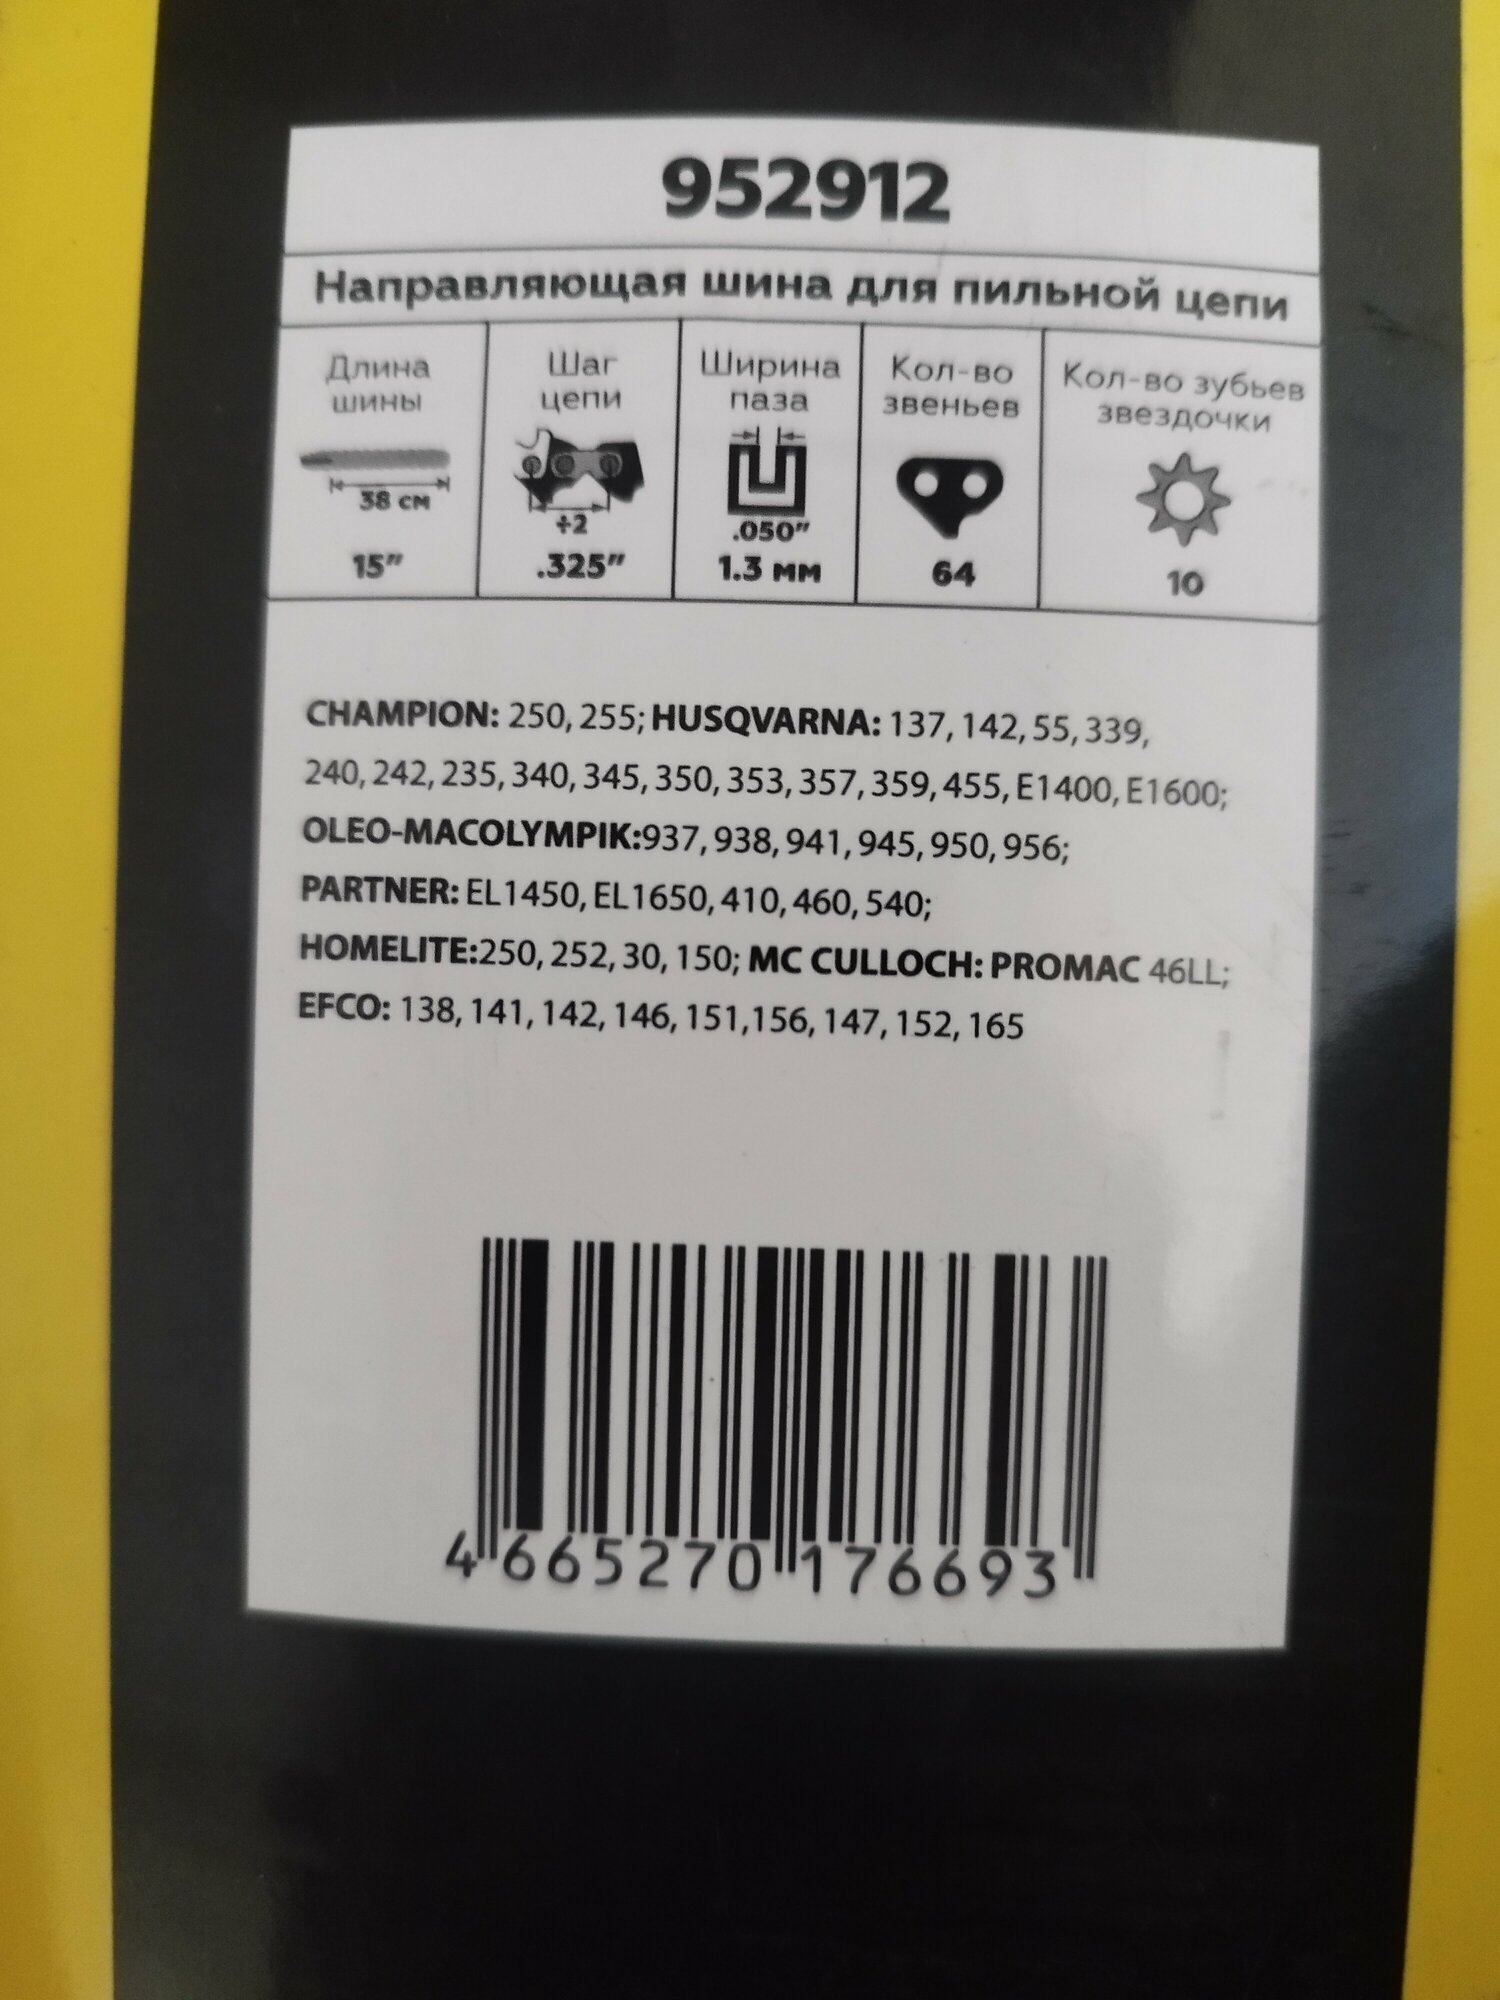 952912
Направляющая шина для пильной цепи
Длина шины
38 см
15"
Шаг цепи
÷2
.325"
Ширина паза
.050"
1.3 мм
Кол-во звеньев
64
Кол-во зубьев звездочки
10
CHAMPION: 250, 255; HUSQVARNA: 137, 142, 55, 339,
240, 242, 235, 340, 345, 350, 353, 357, 359, 455, E1400, E1600;
OLEO-MACOLYMPIK:937, 938, 941, 945, 950, 956;
PARTNER: EL1450, EL1650, 410, 460, 540;
HOMELITE:250, 252, 30, 150; MC CULLOCH: PROMAC 46LL;
EFCO: 138, 141, 142, 146, 151,156, 147, 152, 165
4 665270 176693